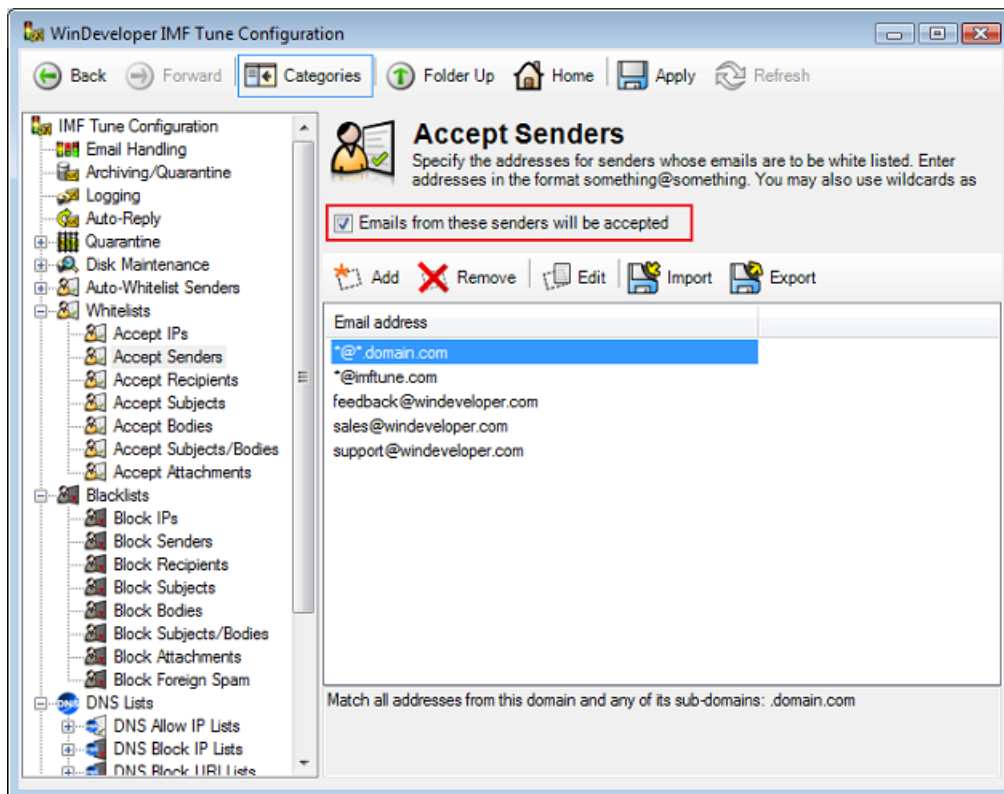 WinDeveloper IMF Tune Configuration
Back Forward Categories Folder Up Home Apply Refresh
IMF Tune Configuration
Email Handling
Archiving/Quarantine
Logging
Auto-Reply
Quarantine
Disk Maintenance
Auto-Whitelist Senders
Whitelists
Accept IPs
Accept Senders
Accept Recipients
Accept Subjects
Accept Bodies
Accept Subjects/Bodies
Accept Attachments
Blacklists
Block IPs
Block Senders
Block Recipients
Block Subjects
Block Bodies
Block Subjects/Bodies
Block Attachments
Block Foreign Spam
DNS DNS Lists
DNS Allow IP Lists
DNS Block IP Lists
DNS Block URI Lists
Accept Senders
Specify the addresses for senders whose emails are to be white listed. Enter
addresses in the format something@something. You may also use wildcards as
Emails from these senders will be accepted
Add Remove Edit Import Export
Email address
*@*.domain.com
*@imftune.com
feedback@windeveloper.com
sales@windeveloper.com
support@windeveloper.com
Match all addresses from this domain and any of its sub-domains: .domain.com